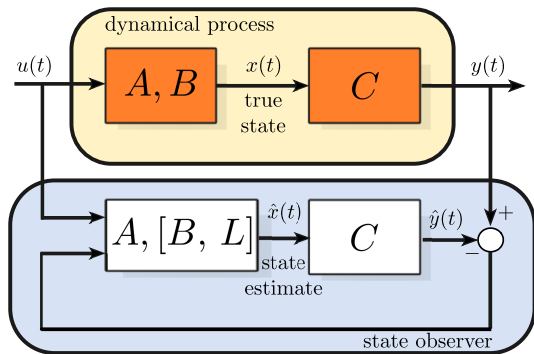 dynamical process
u(t)
A, B
x(t)
true
state
C
y(t)
A, [B, L]
x̂(t)
state
estimate
C
ŷ(t)
+
−
state observer